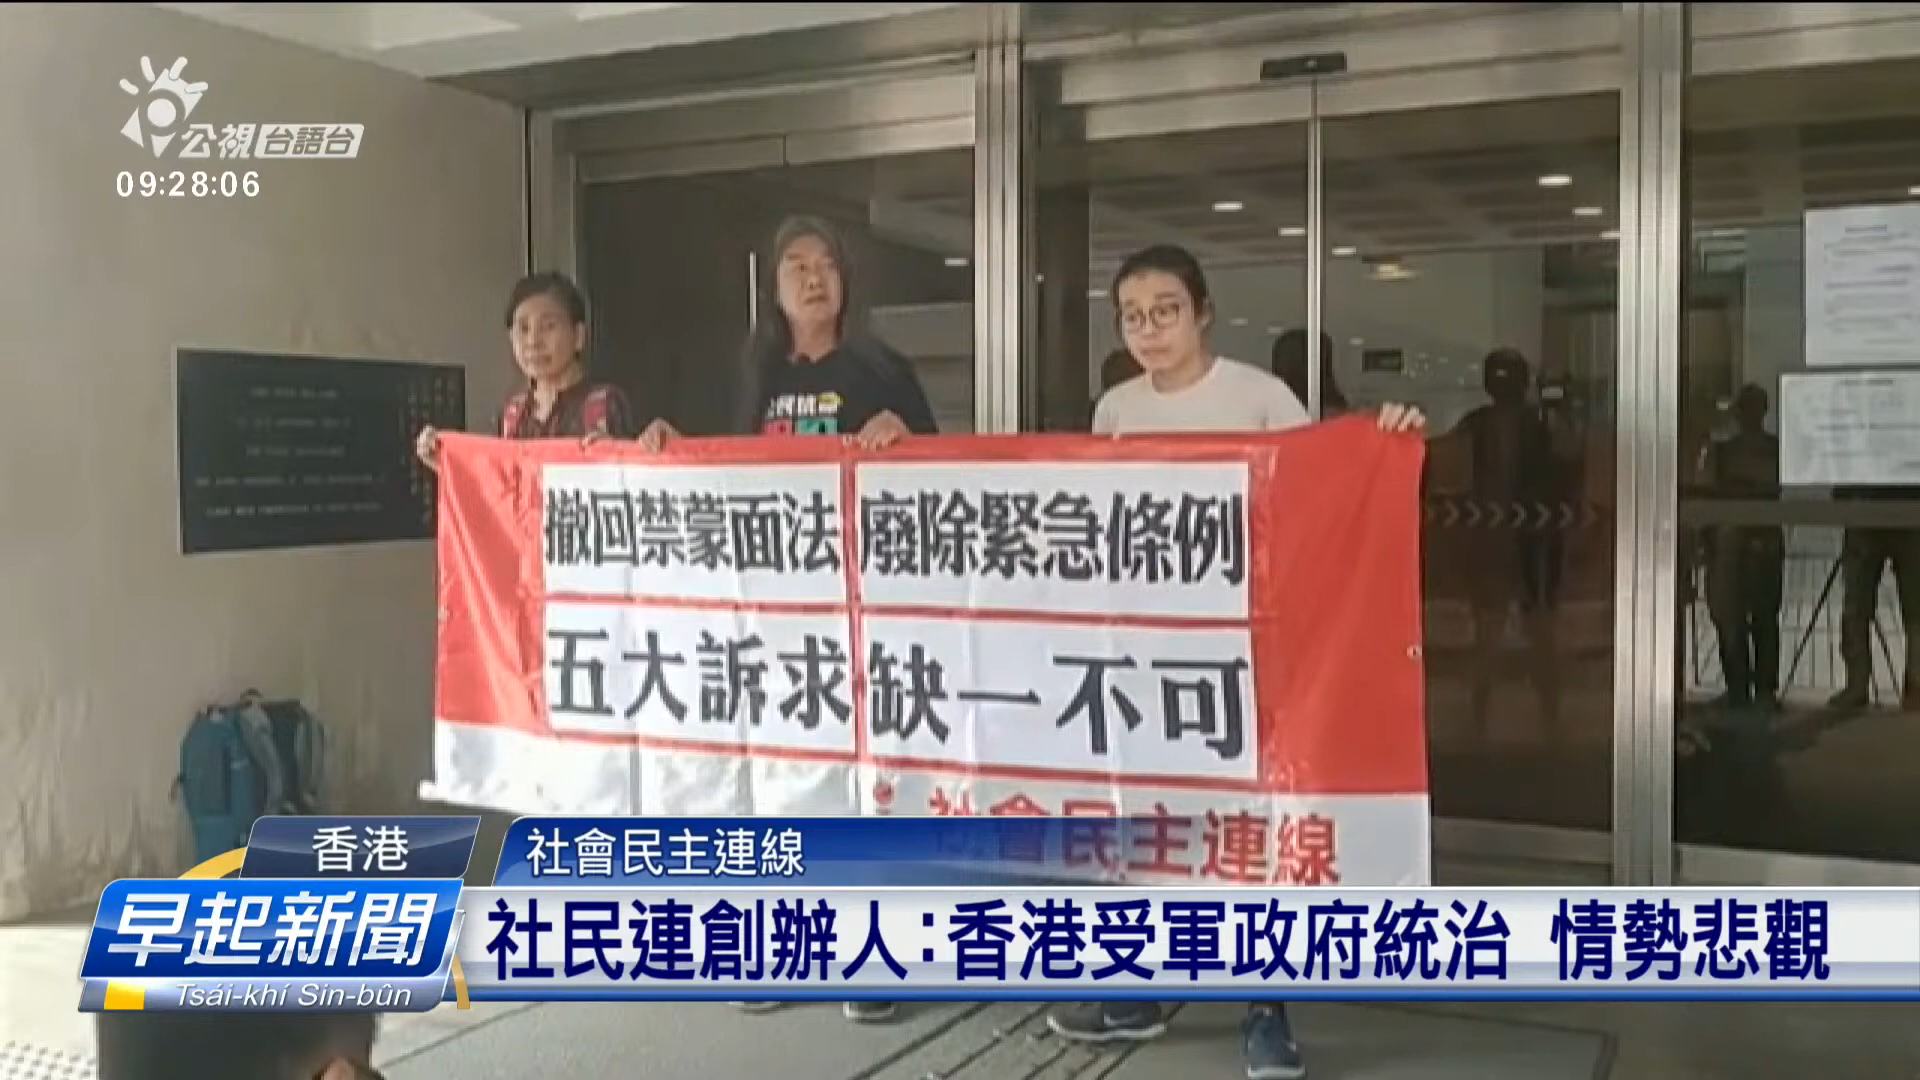 公視台語台
09:28:06
撤回禁蒙面法 廢除緊急條例
五大訴求 缺一不可
社會民主連線
香港
社會民主連線
早起新聞
Tsái-khí Sin-bûn
社民連創辦人:香港受軍政府統治 情勢悲觀